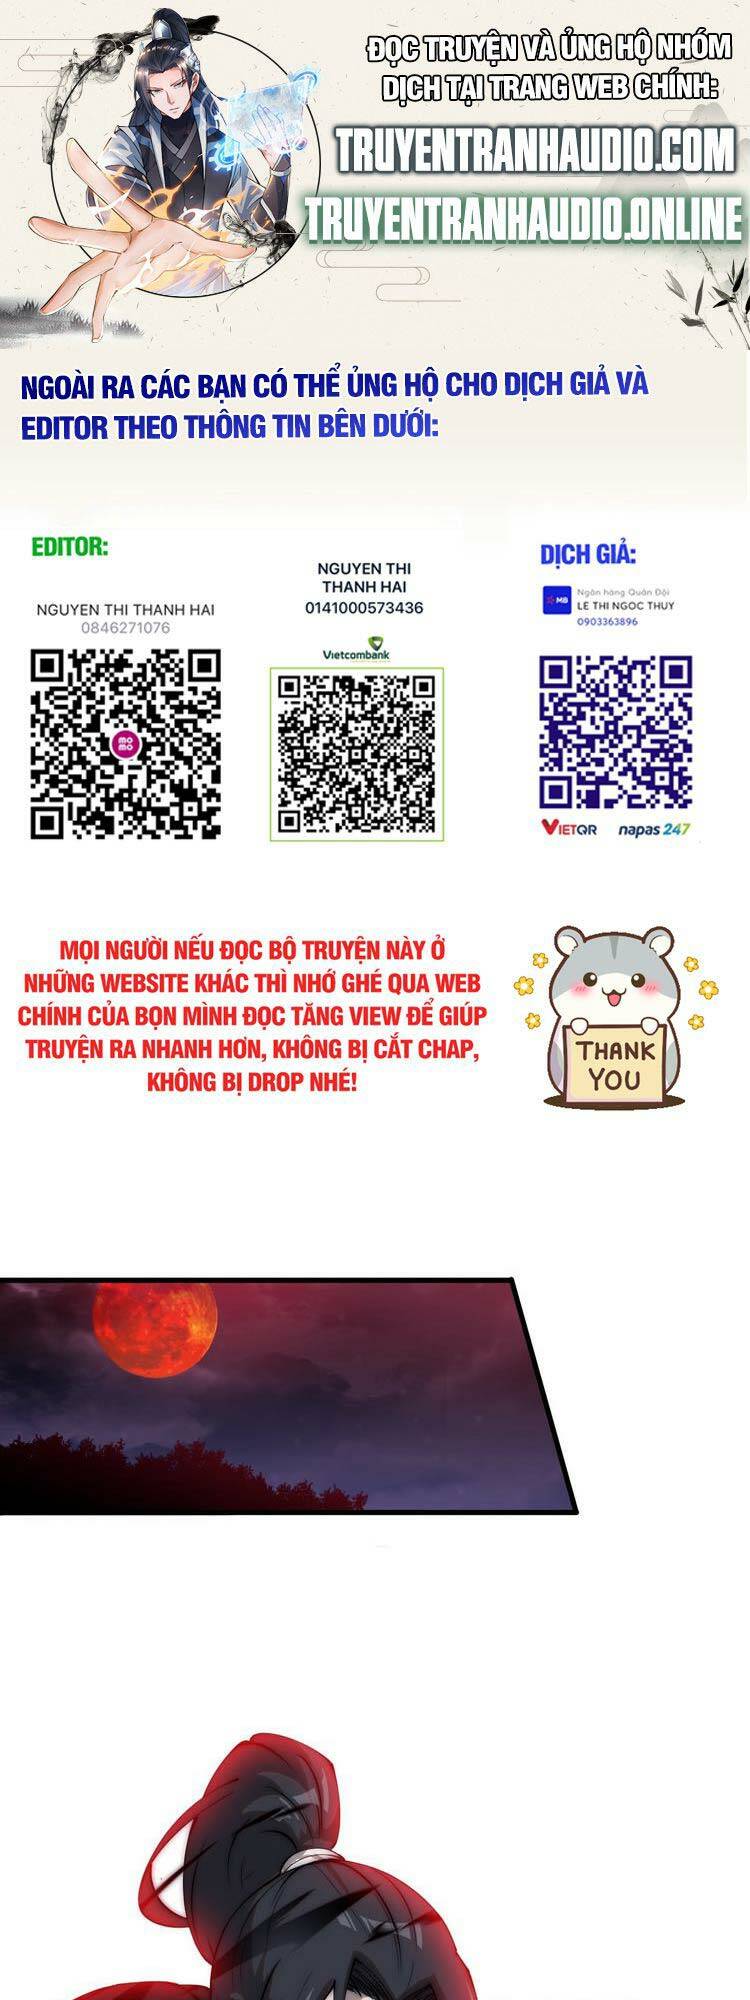 ĐỌC TRUYỆN VÀ ỦNG HỘ NHÓM
DỊCH TẠI TRANG WEB CHÍNH:
TRUYENTRANHAUDIO.COM
TRUYENTRANHAUDIO.ONLINE
NGOÀI RA CÁC BẠN CÓ THỂ ỦNG HỘ CHO DỊCH GIẢ VÀ
EDITOR THEO THÔNG TIN BÊN DƯỚI:
EDITOR:
NGUYEN THI THANH HAI
0846271076
mo
mo
NGUYEN THI
THANH HAI
0141000573436
Vietcombank
DỊCH GIẢ:
MB
Ngân hàng Quân Đội
LE THI NGOC THUY
0903363896
VIETQR
napas 247
MỌI NGƯỜI NẾU ĐỌC BỘ TRUYỆN NÀY Ở
NHỮNG WEBSITE KHÁC THÌ NHỚ GHÉ QUA WEB
CHÍNH CỦA BỌN MÌNH ĐỌC TĂNG VIEW ĐỂ GIÚP
TRUYỆN RA NHANH HƠN, KHÔNG BỊ CẮT CHAP,
KHÔNG BỊ DROP NHÉ!
THANK
YOU